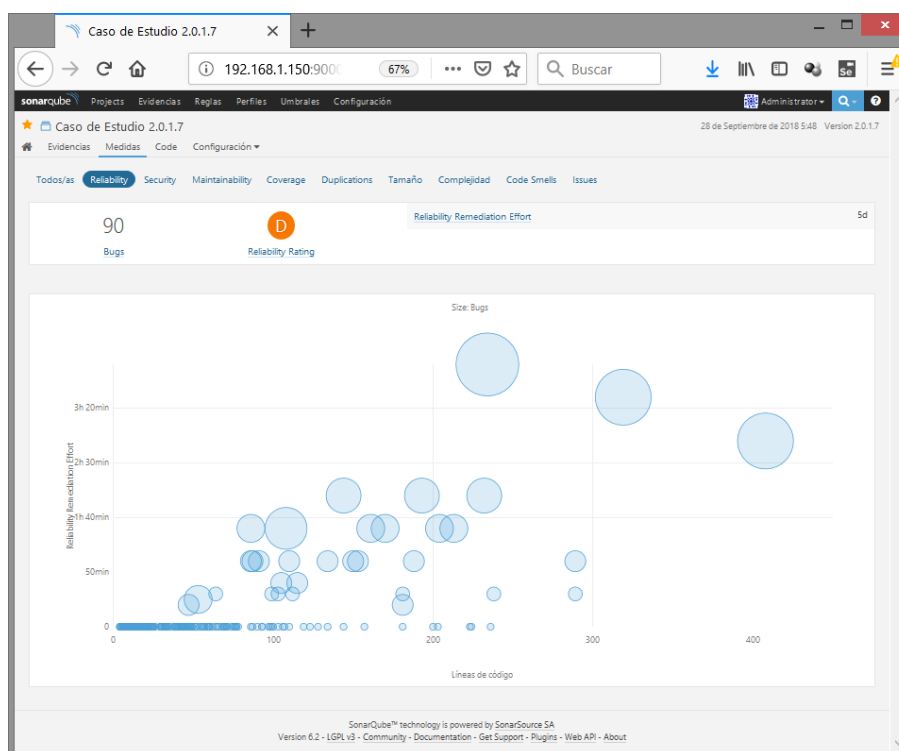 Caso de Estudio 2.0.1.7
192.168.1.150:900
67%
Buscar
sonarqube Projects Evidencias Reglas Perfiles Umbrales Configuración Administrator
Caso de Estudio 2.0.1.7 28 de Septiembre de 2018 5:48 Version 2.0.1.7
Evidencias Medidas Code Configuración
Todos/as Reliability Security Maintainability Coverage Duplications Tamaño Complejidad Code Smells Issues
90 D Reliability Remediation Effort 5d
Bugs Reliability Rating
Size: Bugs
3h 20min
2h 30min
1h 40min
50min
0
Reliability Remediation Effort
0 100 200 300 400
Líneas de código
SonarQube™ technology is powered by SonarSource SA
Version 6.2 - LGPL v3 - Community - Documentation - Get Support - Plugins - Web API - About